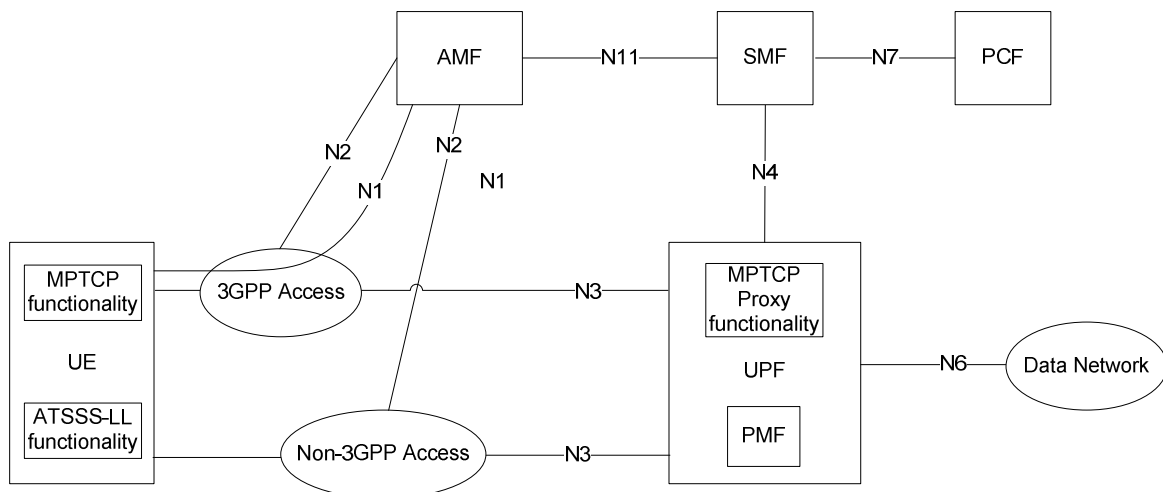 AMF
N11
SMF
N7
PCF
N2
N2
N1
N1
N4
MPTCP
functionality
3GPP Access
N3
MPTCP
Proxy
functionality
UE
UPF
N6
Data Network
ATSSS-LL
functionality
Non-3GPP Access
N3
PMF